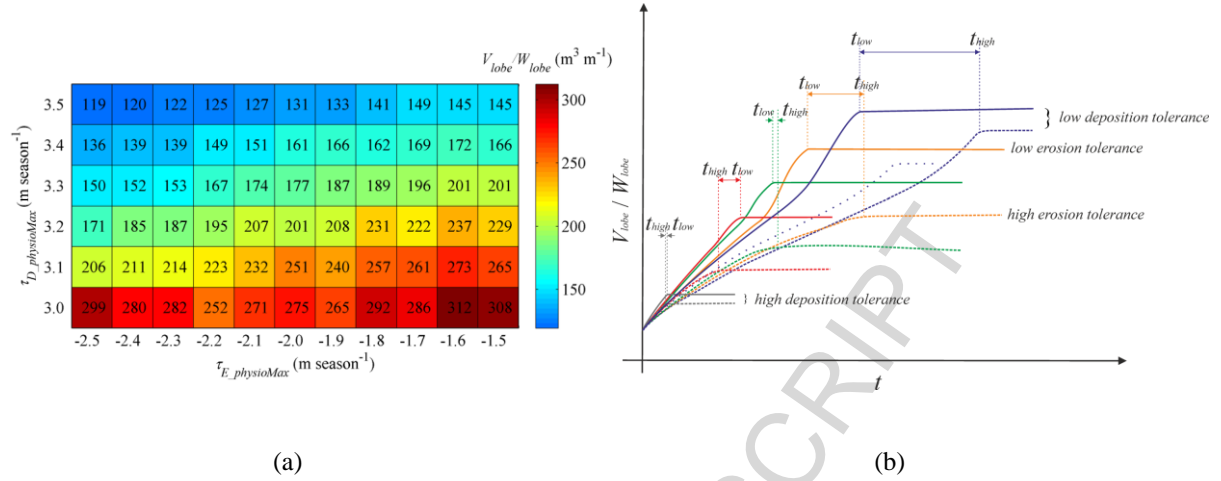 V_lobe/W_lobe (m³ m⁻¹)
τ_D_physioMax (m season⁻¹)
3.5 119 120 122 125 127 131 133 141 149 145 145
3.4 136 139 139 149 151 161 166 162 169 172 166
3.3 150 152 153 167 174 177 187 189 196 201 201
3.2 171 185 187 195 207 201 208 231 222 237 229
3.1 206 211 214 223 232 251 240 257 261 273 265
3.0 299 280 282 252 271 275 265 292 286 312 308
-2.5 -2.4 -2.3 -2.2 -2.1 -2.0 -1.9 -1.8 -1.7 -1.6 -1.5
τ_E_physioMax (m season⁻¹)
300
250
200
150
(a)
V_lobe / W_lobe
t_low t_high
t_low t_high
t_low t_high
t_high t_low
t_high t_low
} low deposition tolerance
low erosion tolerance
high erosion tolerance
} high deposition tolerance
t
(b)
SCRIPT